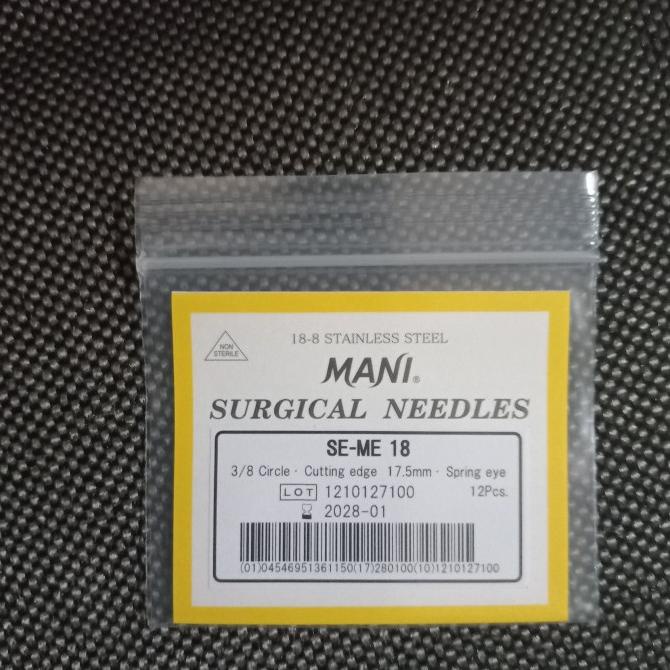 NON
STERILE
18-8 STAINLESS STEEL
MANI®
SURGICAL NEEDLES
SE-ME 18
3/8 Circle · Cutting edge 17.5mm · Spring eye
LOT 1210127100 12Pcs.
2028-01
(01)04546951361150(17)280100(10)1210127100